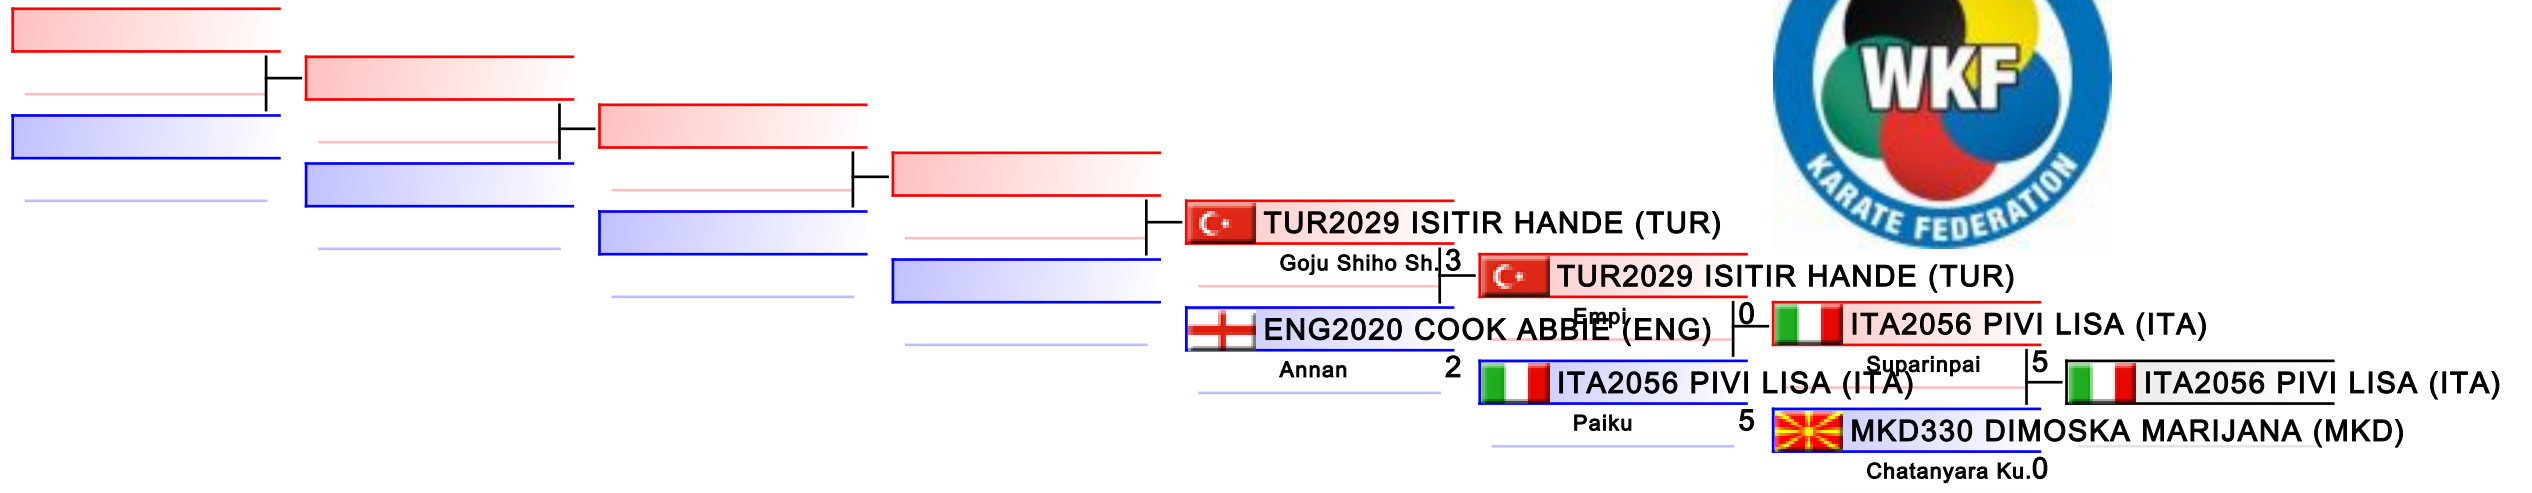 WKF
KARATE FEDERATION
TUR2029 ISITIR HANDE (TUR)
Goju Shiho Sh. 3
ENG2020 COOK ABBIE (ENG)
Annan 2
TUR2029 ISITIR HANDE (TUR)
Empi 0
ITA2056 PIVI LISA (ITA)
Paiku 5
ITA2056 PIVI LISA (ITA)
Suparinpai 5
MKD330 DIMOSKA MARIJANA (MKD)
Chatanyara Ku. 0
ITA2056 PIVI LISA (ITA)